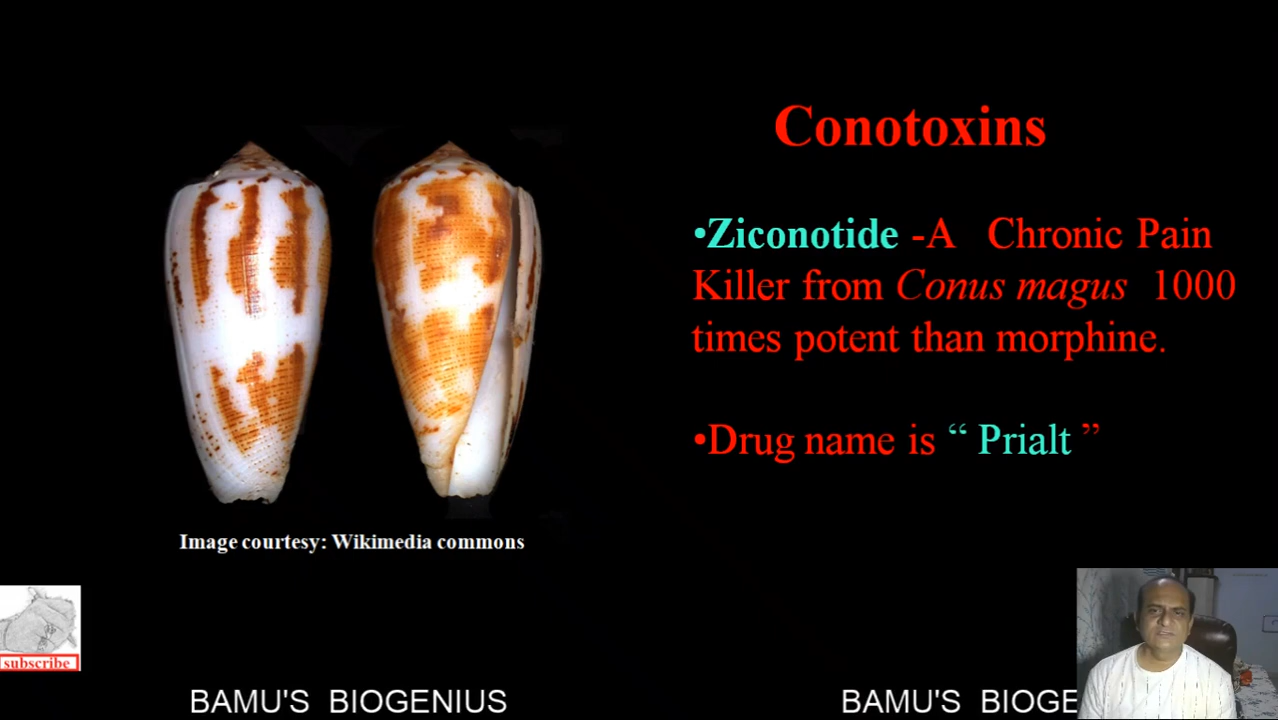 Conotoxins
•Ziconotide -A Chronic Pain
Killer from Conus magus 1000
times potent than morphine.
•Drug name is “ Prialt ”
Image courtesy: Wikimedia commons
subscribe
BAMU'S BIOGENIUS
BAMU'S BIOGE